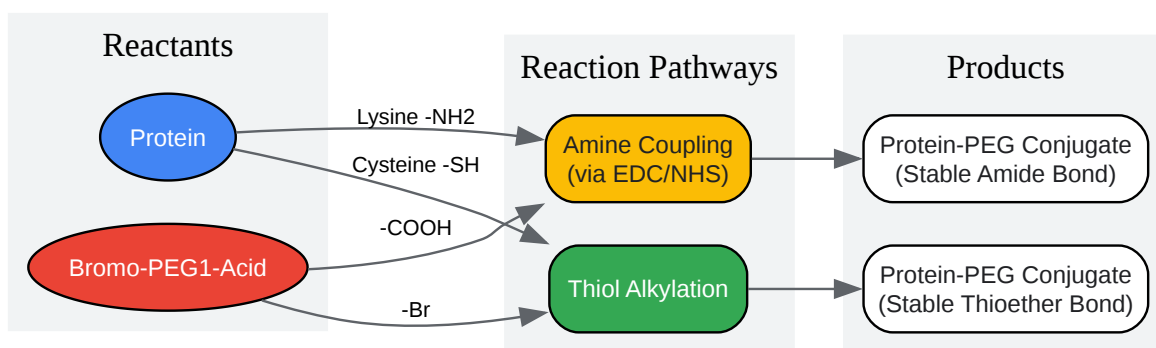 Reactants
Reaction Pathways
Products
Protein
Bromo-PEG1-Acid
Lysine -NH2
Cysteine -SH
-COOH
-Br
Amine Coupling
(via EDC/NHS)
Thiol Alkylation
Protein-PEG Conjugate
(Stable Amide Bond)
Protein-PEG Conjugate
(Stable Thioether Bond)